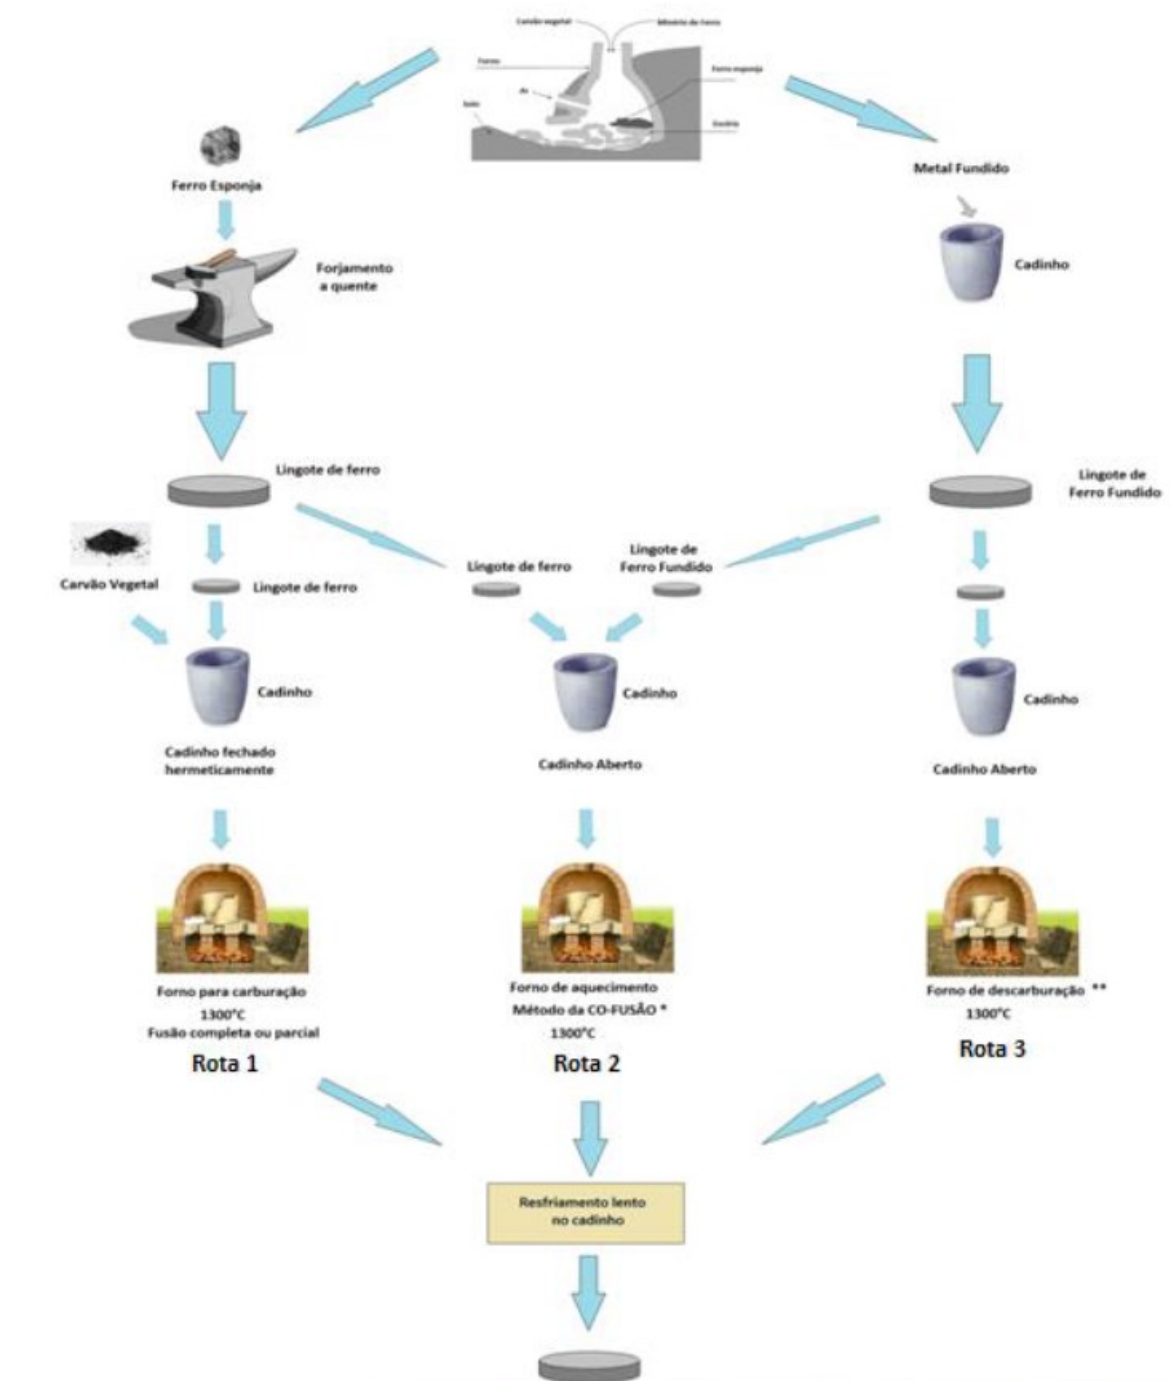 Carvão vegetal
Minério de Ferro
Forno
Ferro esponja
Ar
Solo
Escória
Ferro Esponja
Metal Fundido
Forjamento
a quente
Cadinho
Lingote de ferro
Lingote de
Ferro Fundido
Carvão Vegetal
Lingote de ferro
Lingote de ferro
Lingote de
Ferro Fundido
Cadinho
Cadinho
Cadinho
Cadinho fechado
hermeticamente
Cadinho Aberto
Cadinho Aberto
Forno para carburação
1300°C
Fusão completa ou parcial
Rota 1
Forno de aquecimento
Método da CO-FUSÃO *
1300°C
Rota 2
Forno de descarburação **
1300°C
Rota 3
Resfriamento lento
no cadinho